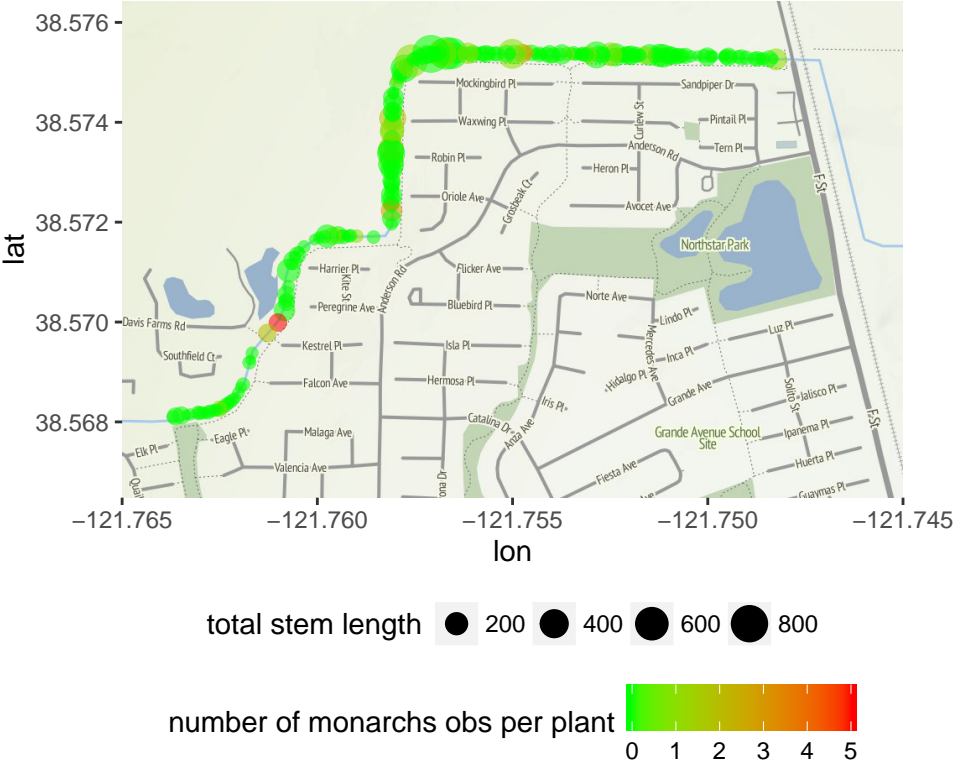 38.576
Mockingbird Pl
Sandpiper Dr
38.574
Waxwing Pl
Curlew St
Pintail Pl
Robin Pl
Anderson Rd
Tern Pl
Heron Pl
F St
Oriole Ave
Grosbeak Ct
Avocet Ave
38.572
lat
Northstar Park
Harrier Pl
Kite St
Anderson Rd
Flicker Ave
Peregrine Ave
Bluebird Pl
Norte Ave
38.570
Davis Farms Rd
Lindo Pl
Luz Pl
Kestrel Pl
Isla Pl
Mercedes Ave
Inca Pl
Southfield Ct
Falcon Ave
Hermosa Pl
Hidalgo Pl
Grande Ave
Solito St
Jalisco Pl
Iris Pl
38.568
Catalina Dr
Anza Ave
F St
Elk Pl
Eagle Pl
Malaga Ave
Grande Avenue School
Site
Ipanema Pl
Valencia Ave
Fiesta Ave
Huerta Pl
Quail
ona Dr
Ave
Guaymas Pl
−121.765
−121.760
−121.755
−121.750
−121.745
lon
total stem length 200 400 600 800
number of monarchs obs per plant
0 1 2 3 4 5